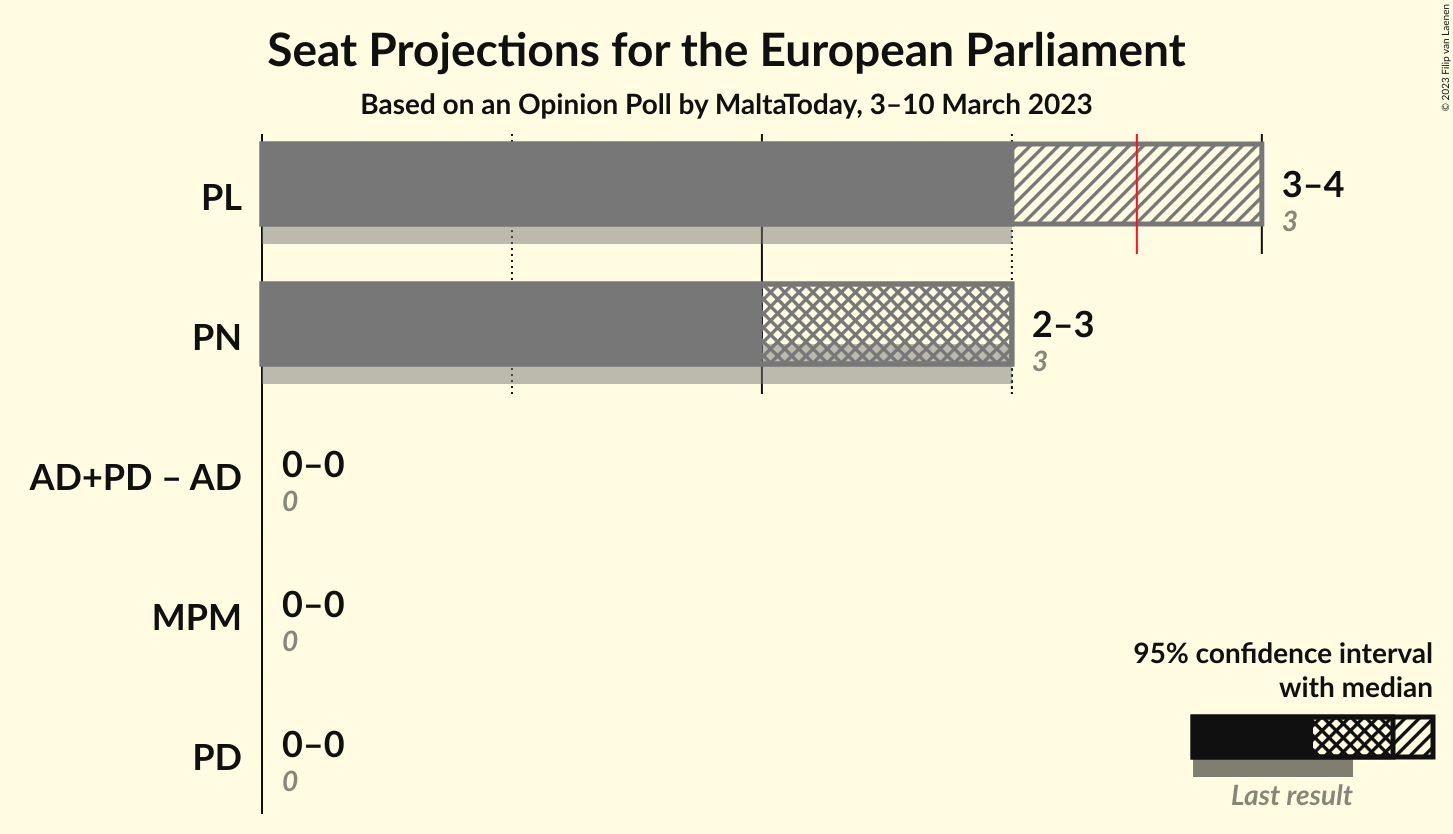 Seat Projections for the European Parliament
Based on an Opinion Poll by MaltaToday, 3–10 March 2023
© 2023 Filip van Laenen
PL
3–4
3
PN
2–3
3
AD+PD – AD
0–0
0
MPM
0–0
0
PD
0–0
0
95% confidence interval
with median
Last result